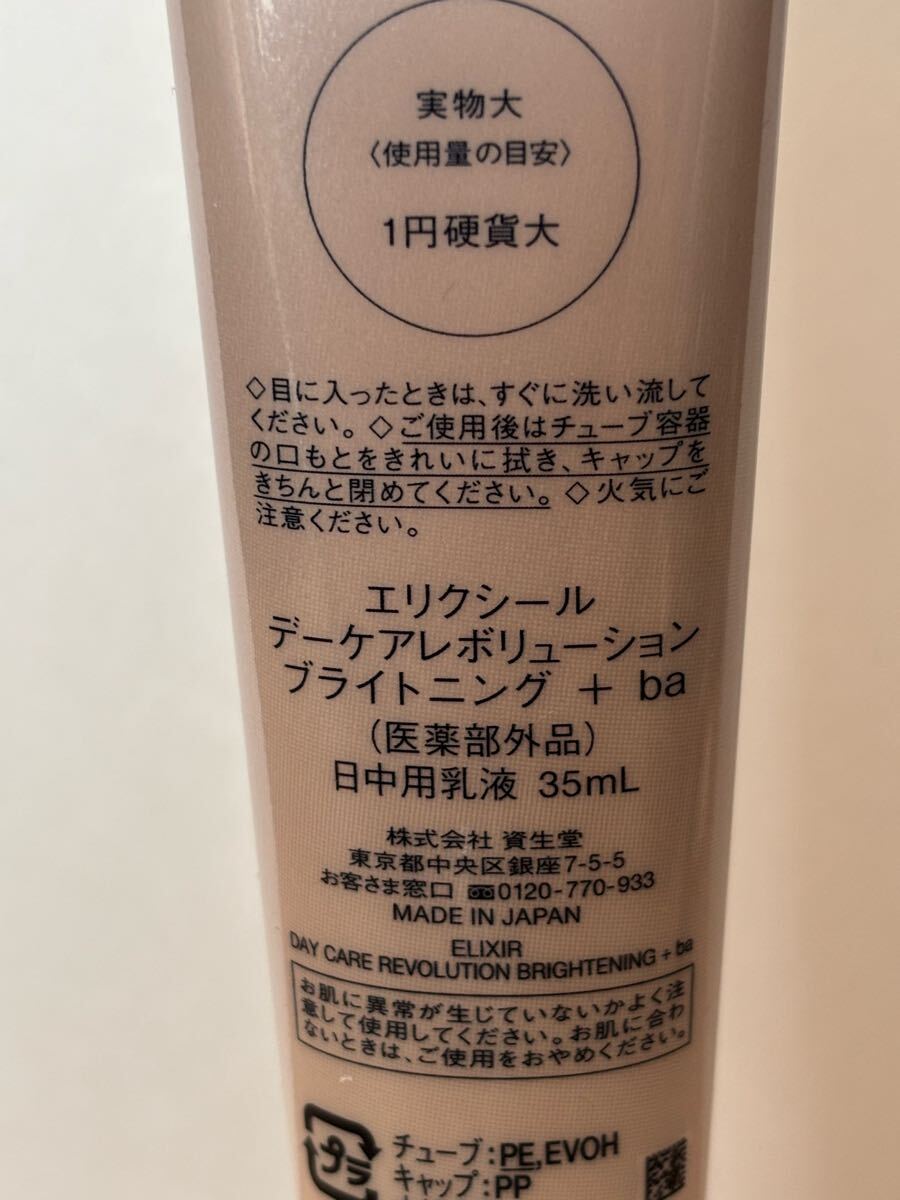 実物大
〈使用量の目安〉
1円硬貨大
◇目に入ったときは、すぐに洗い流して
ください。◇ご使用後はチューブ容器
の口もとをきれいに拭き、キャップを
きちんと閉めてください。◇火気にご
注意ください。
エリクシール
デーケアレボリューション
ブライトニング + ba
(医薬部外品)
日中用乳液 35mL
株式会社 資生堂
東京都中央区銀座7-5-5
お客さま窓口 0120-770-933
MADE IN JAPAN
ELIXIR
DAY CARE REVOLUTION BRIGHTENING + ba
お肌に異常が生じていないかよく注
意して使用してください。お肌に合わ
ないときは、ご使用をおやめください。
プラ
チューブ:PE,EVOH
キャップ:PP